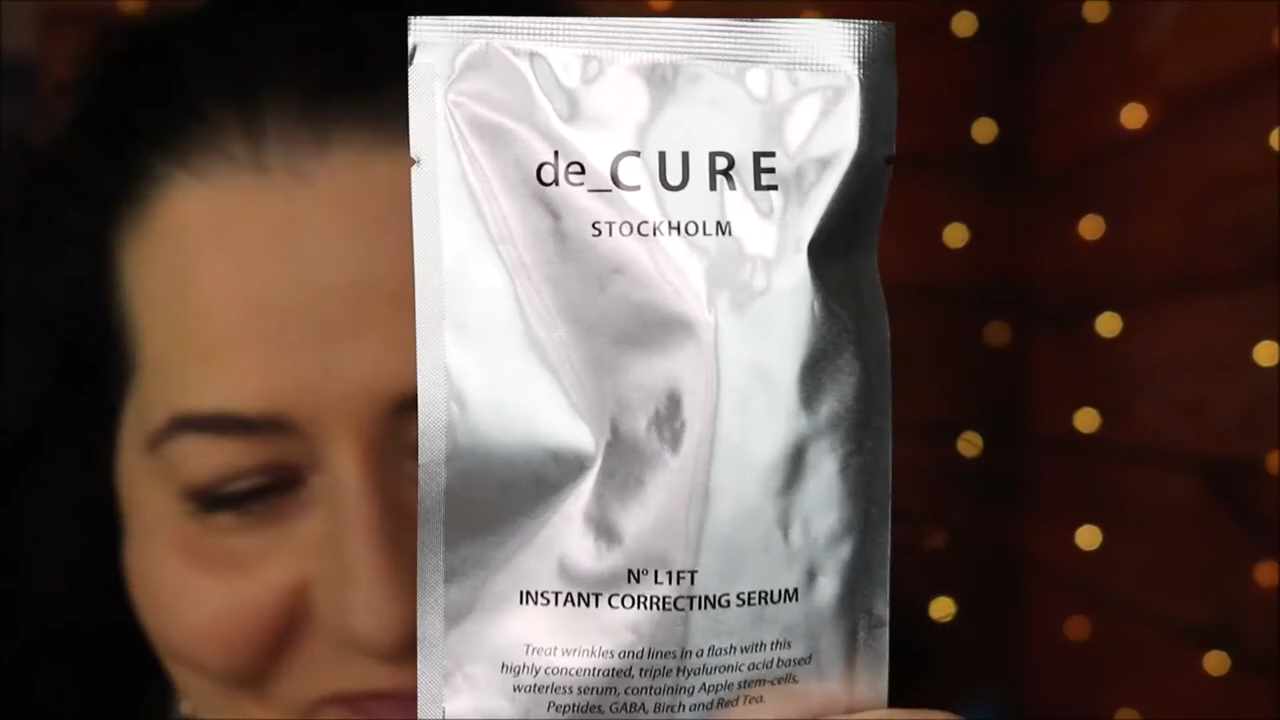 de_CURE
STOCKHOLM
Nº L1FT
INSTANT CORRECTING SERUM
Treat wrinkles and lines in a flash with this
highly concentrated, triple Hyaluronic acid based
waterless serum, containing Apple stem-cells,
Peptides, GABA, Birch and Red Tea.